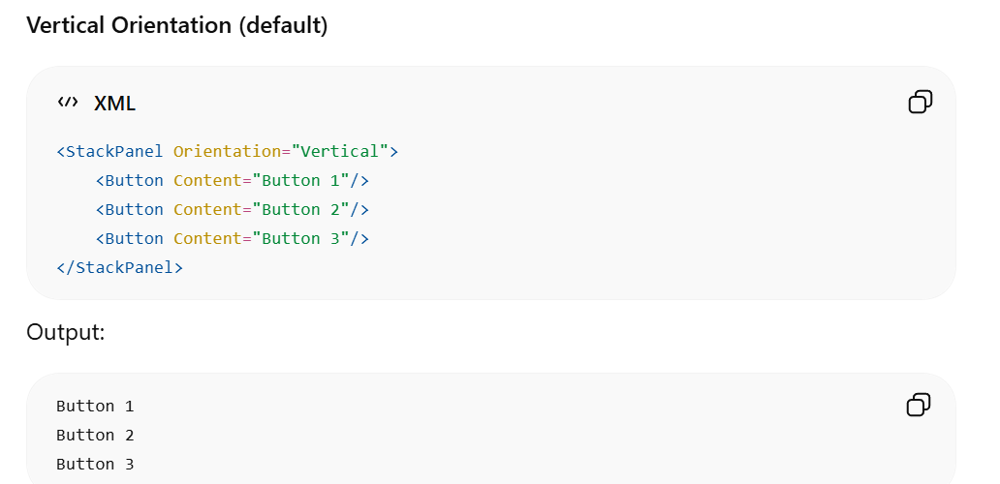 Vertical Orientation (default)
</> XML
<StackPanel Orientation="Vertical">
    <Button Content="Button 1"/>
    <Button Content="Button 2"/>
    <Button Content="Button 3"/>
</StackPanel>
Output:
Button 1
Button 2
Button 3